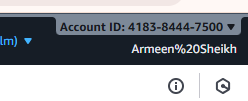 Account ID: 4183-8444-7500
lm)
Armeen%20Sheikh